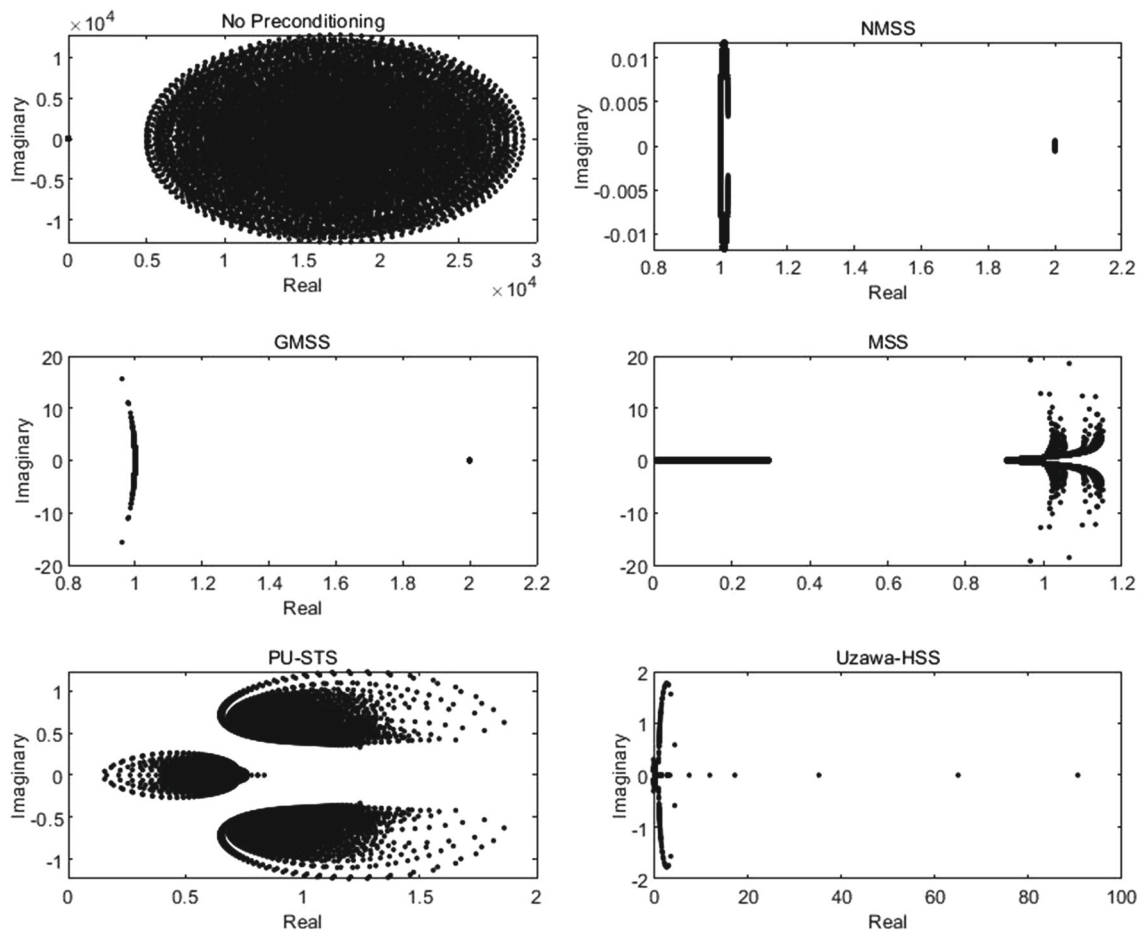 No Preconditioning
× 10⁴
1
0.5
0
-0.5
-1
Imaginary
0 0.5 1 1.5 2 2.5 3
Real
× 10⁴
NMSS
0.01
0.005
0
-0.005
-0.01
Imaginary
0.8 1 1.2 1.4 1.6 1.8 2 2.2
Real
GMSS
20
10
0
-10
-20
Imaginary
0.8 1 1.2 1.4 1.6 1.8 2 2.2
Real
MSS
20
10
0
-10
-20
Imaginary
0 0.2 0.4 0.6 0.8 1 1.2
Real
PU-STS
1
0.5
0
-0.5
-1
Imaginary
0 0.5 1 1.5 2
Real
Uzawa-HSS
2
1
0
-1
-2
Imaginary
0 20 40 60 80 100
Real